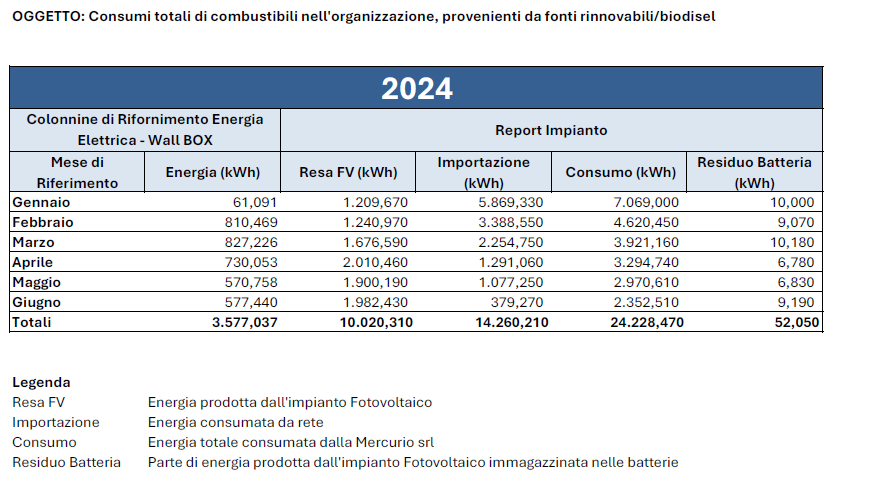 OGGETTO: Consumi totali di combustibili nell'organizzazione, provenienti da fonti rinnovabili/biodisel
2024
Colonnine di Rifornimento Energia Elettrica - Wall BOX Report Impianto
Mese di Riferimento Energia (kWh) Resa FV (kWh) Importazione (kWh) Consumo (kWh) Residuo Batteria (kWh)
Gennaio 61,091 1.209,670 5.869,330 7.069,000 10,000
Febbraio 810,469 1.240,970 3.388,550 4.620,450 9,070
Marzo 827,226 1.676,590 2.254,750 3.921,160 10,180
Aprile 730,053 2.010,460 1.291,060 3.294,740 6,780
Maggio 570,758 1.900,190 1.077,250 2.970,610 6,830
Giugno 577,440 1.982,430 379,270 2.352,510 9,190
Totali 3.577,037 10.020,310 14.260,210 24.228,470 52,050
Legenda
Resa FV Energia prodotta dall'impianto Fotovoltaico
Importazione Energia consumata da rete
Consumo Energia totale consumata dalla Mercurio srl
Residuo Batteria Parte di energia prodotta dall'impianto Fotovoltaico immagazzinata nelle batterie